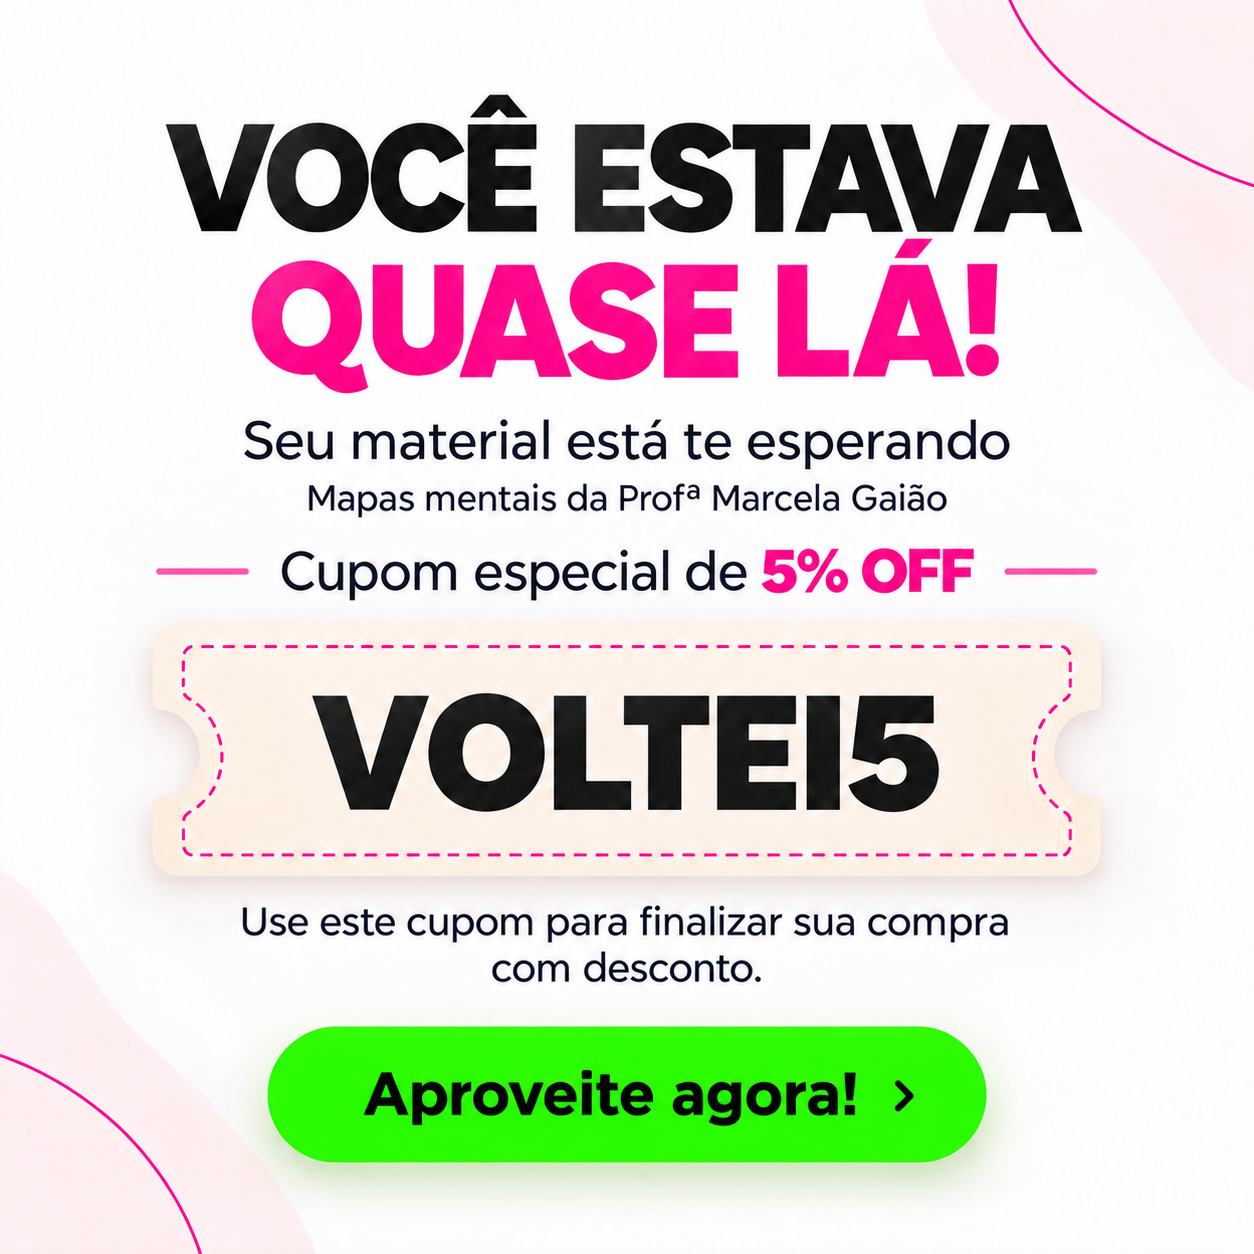 VOCÊ ESTAVA
QUASE LÁ!
Seu material está te esperando
Mapas mentais da Profª Marcela Gaião
Cupom especial de 5% OFF
VOLTEI5
Use este cupom para finalizar sua compra
com desconto.
Aproveite agora! >